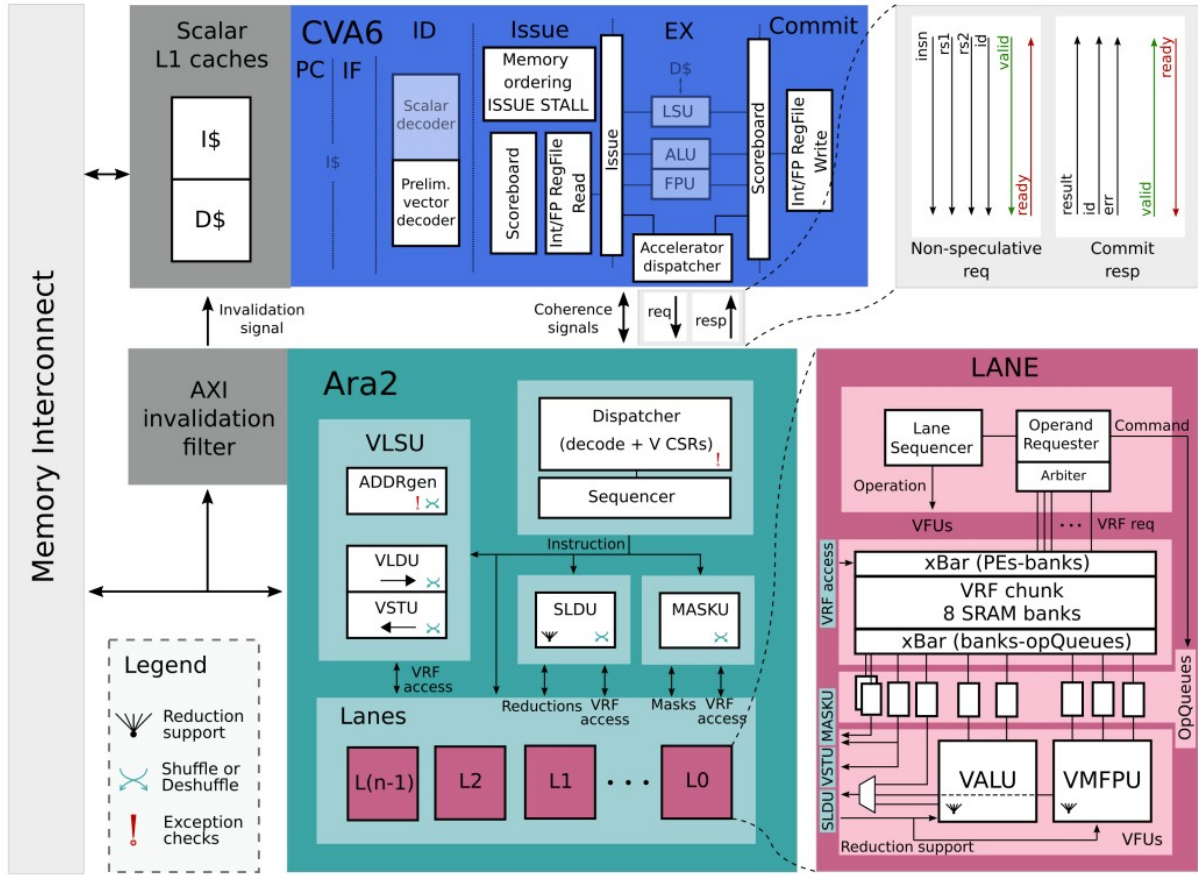 Memory Interconnect
Scalar
L1 caches
I$
D$
CVA6
PC
IF
I$
ID
Scalar
decoder
Prelim.
vector
decoder
Issue
Memory
ordering
ISSUE STALL
Scoreboard
Int/FP RegFile
Read
Issue
EX
D$
LSU
ALU
FPU
Accelerator
dispatcher
Commit
Scoreboard
Int/FP RegFile
Write
insn
rs1
rs2
id
valid
ready
Non-speculative
req
result
id
err
valid
ready
Commit
resp
Invalidation
signal
Coherence
signals
req
resp
AXI
invalidation
filter
Ara2
VLSU
ADDRgen
!
VLDU
VSTU
Dispatcher
(decode + V CSRs)
!
Sequencer
Instruction
SLDU
MASKU
VRF
access
Reductions
VRF
access
Masks
VRF
access
Lanes
L(n-1)
L2
L1
L0
LANE
Lane
Sequencer
Operand
Requester
Arbiter
Command
Operation
VFUs
VRF req
VRF access
xBar (PEs-banks)
VRF chunk
8 SRAM banks
xBar (banks-opQueues)
OpQueues
MASKU
VSTU
SLDU
VALU
VMFPU
Reduction support
VFUs
Legend
Reduction
support
Shuffle or
Deshuffle
!
Exception
checks